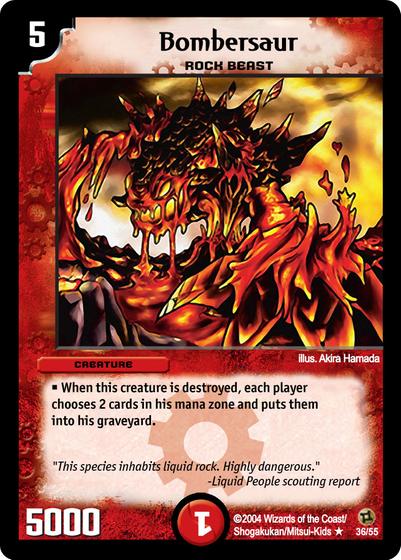 5
Bombersaur
ROCK BEAST
illus. Akira Hamada
CREATURE
▪ When this creature is destroyed, each player
chooses 2 cards in his mana zone and puts them
into his graveyard.
"This species inhabits liquid rock. Highly dangerous."
-Liquid People scouting report
5000
1
©2004 Wizards of the Coast/
Shogakukan/Mitsui-Kids ★ 36/55